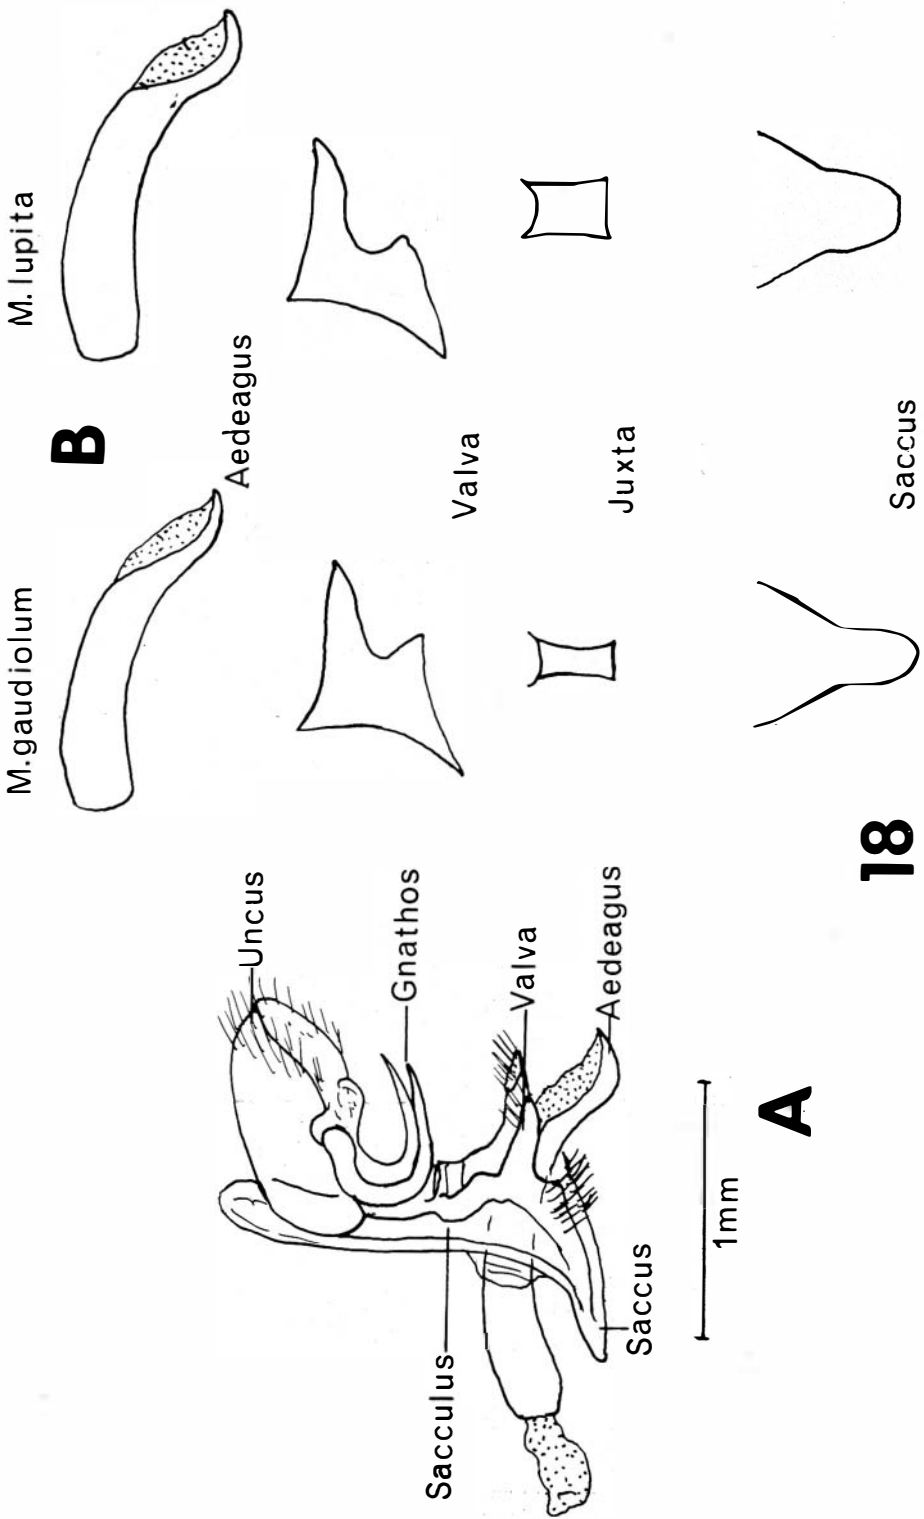 M.gaudiolum
B
M.lupita
Aedeagus
Valva
Juxta
Saccus
Uncus
Gnathos
Valva
Aedeagus
Sacculus
Saccus
1mm
A
18